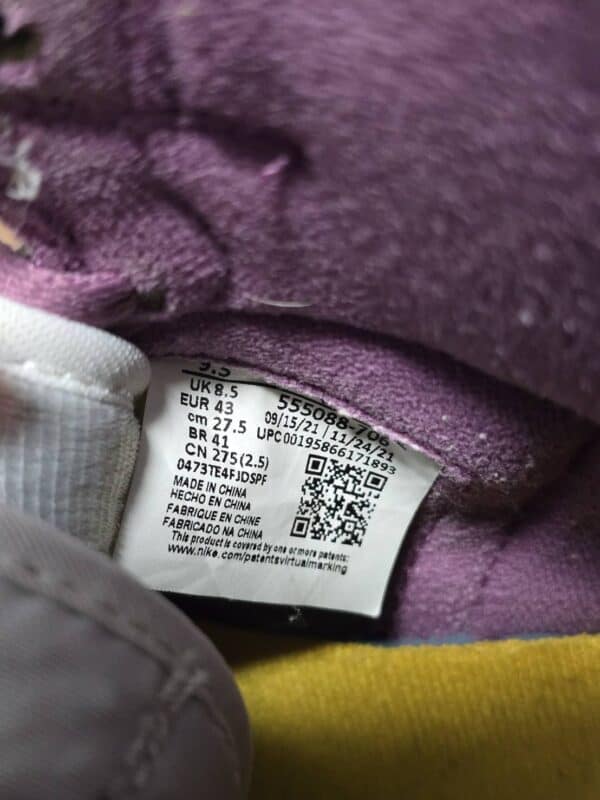 9.5
UK 8.5
EUR 43
cm 27.5
BR 41
CN 275 (2.5)
0473TE4FJDSPF
555088-706
09/15/21 / 11/24/21
UPC 00195866171893
MADE IN CHINA
HECHO EN CHINA
FABRIQUE EN CHINE
FABRICADO NA CHINA
This product is covered by one or more patents:
www.nike.com/patentsvirtualmarking